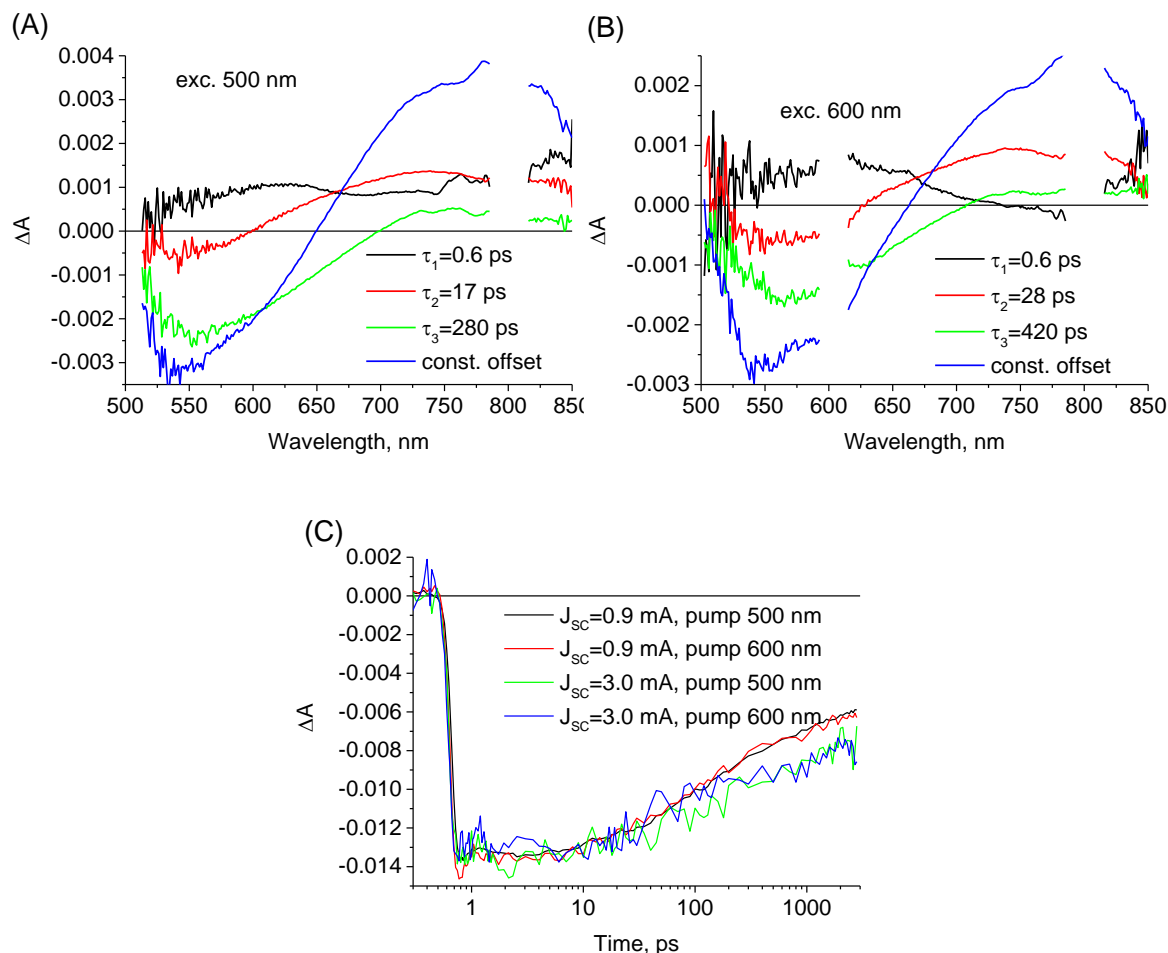 (A)
exc. 500 nm
0.004
0.003
0.002
0.001
0.000
-0.001
-0.002
-0.003
ΔA
τ₁=0.6 ps
τ₂=17 ps
τ₃=280 ps
const. offset
500 550 600 650 700 750 800 850
Wavelength, nm
(B)
exc. 600 nm
0.002
0.001
0.000
-0.001
-0.002
-0.003
ΔA
τ₁=0.6 ps
τ₂=28 ps
τ₃=420 ps
const. offset
500 550 600 650 700 750 800 850
Wavelength, nm
(C)
0.002
0.000
-0.002
-0.004
-0.006
-0.008
-0.010
-0.012
-0.014
ΔA
J_SC=0.9 mA, pump 500 nm
J_SC=0.9 mA, pump 600 nm
J_SC=3.0 mA, pump 500 nm
J_SC=3.0 mA, pump 600 nm
1 10 100 1000
Time, ps